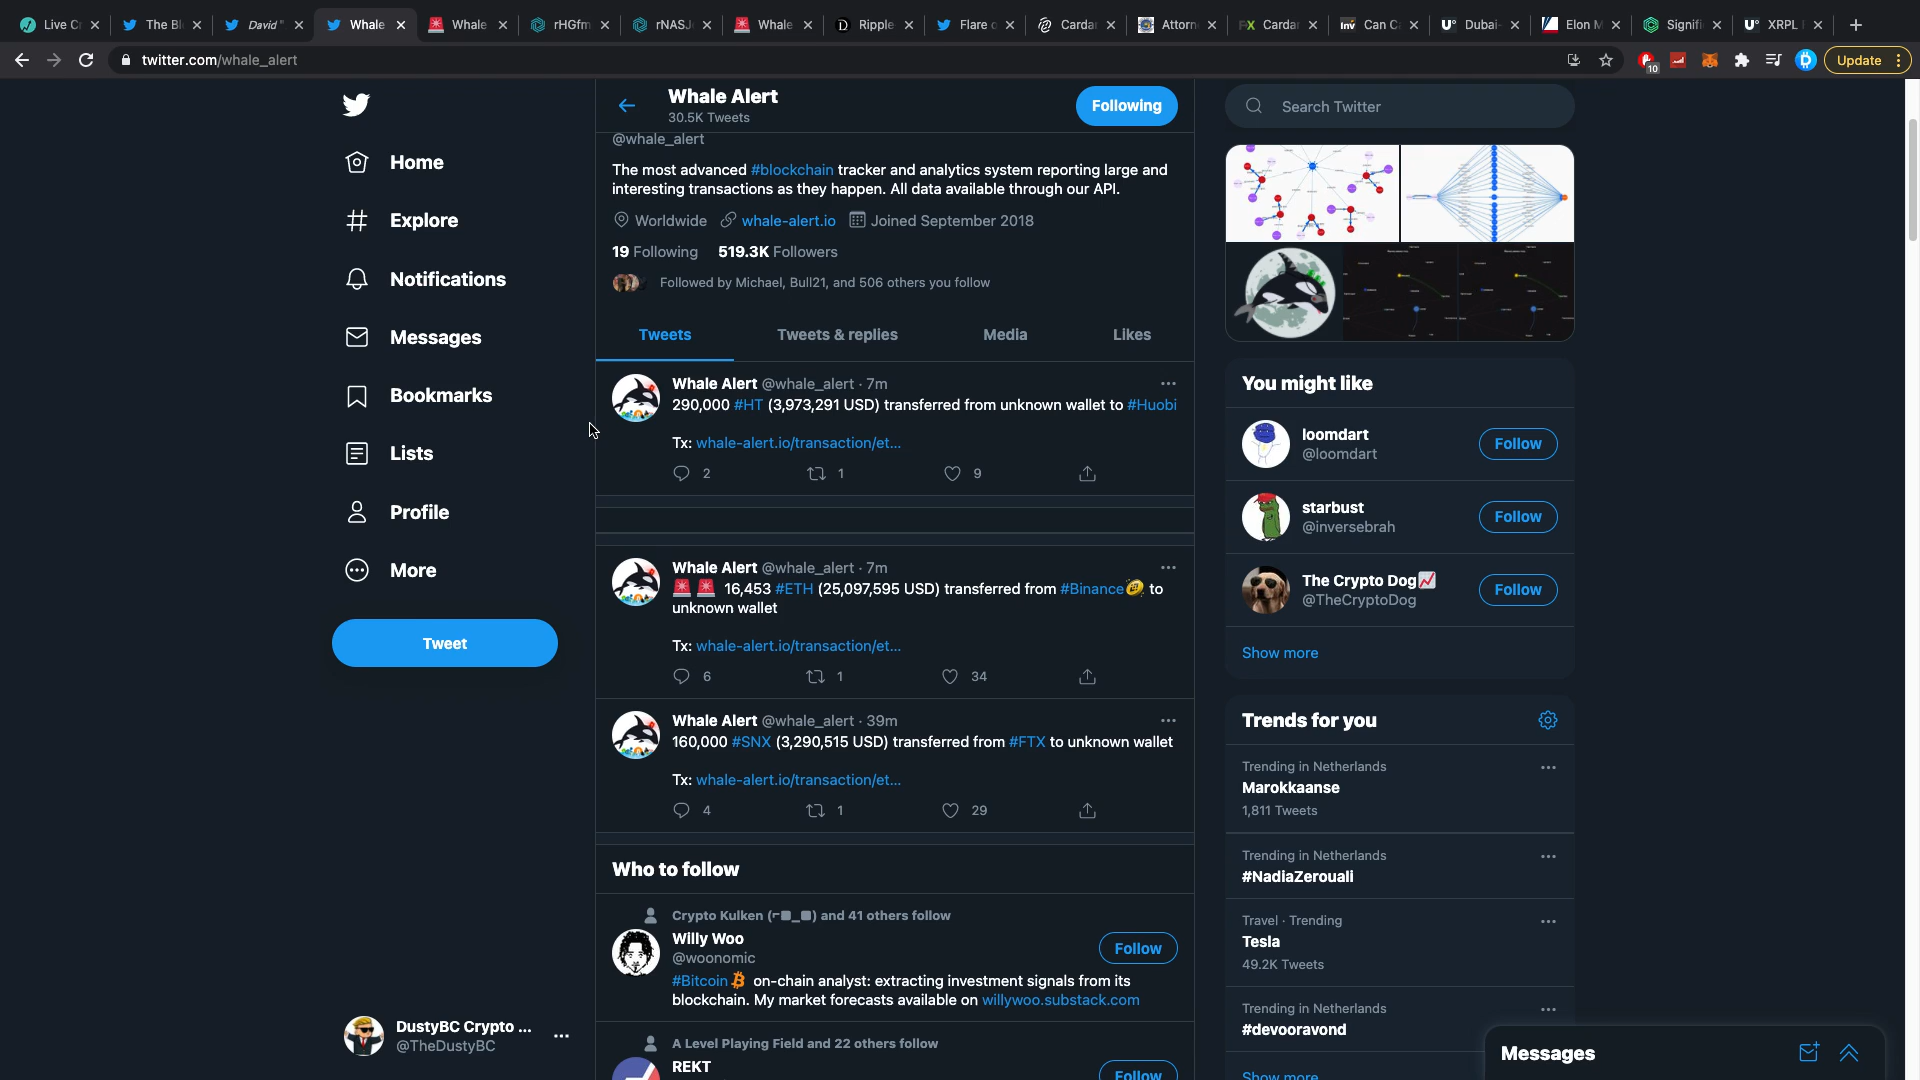 Live C
The Bl
David "
Whale
Whale
rHGfm
rNASJ
Whale
Ripple
Flare c
Cardar
Attorn
Cardar
Can C
Dubai-
Elon M
Signifi
XRPL
twitter.com/whale_alert
10
Update
Home
Explore
Notifications
Messages
Bookmarks
Lists
Profile
More
Tweet
DustyBC Crypto ...
@TheDustyBC
Whale Alert
30.5K Tweets
Following
@whale_alert
The most advanced #blockchain tracker and analytics system reporting large and
interesting transactions as they happen. All data available through our API.
Worldwide whale-alert.io Joined September 2018
19 Following 519.3K Followers
Followed by Michael, Bull21, and 506 others you follow
Tweets Tweets & replies Media Likes
Whale Alert @whale_alert · 7m
290,000 #HT (3,973,291 USD) transferred from unknown wallet to #Huobi
Tx: whale-alert.io/transaction/et...
2 1 9
Whale Alert @whale_alert · 7m
🚨 🚨 16,453 #ETH (25,097,595 USD) transferred from #Binance to
unknown wallet
Tx: whale-alert.io/transaction/et...
6 1 34
Whale Alert @whale_alert · 39m
160,000 #SNX (3,290,515 USD) transferred from #FTX to unknown wallet
Tx: whale-alert.io/transaction/et...
4 1 29
Who to follow
Crypto Kulken (⌐■_■) and 41 others follow
Willy Woo
@woonomic
Follow
#Bitcoin on-chain analyst: extracting investment signals from its
blockchain. My market forecasts available on willywoo.substack.com
A Level Playing Field and 22 others follow
REKT
Follow
Search Twitter
You might like
loomdart
@loomdart
Follow
starbust
@inversebrah
Follow
The Crypto Dog📈
@TheCryptoDog
Follow
Show more
Trends for you
Trending in Netherlands
Marokkaanse
1,811 Tweets
Trending in Netherlands
#NadiaZerouali
Travel · Trending
Tesla
49.2K Tweets
Trending in Netherlands
#devooravond
Show more
Messages